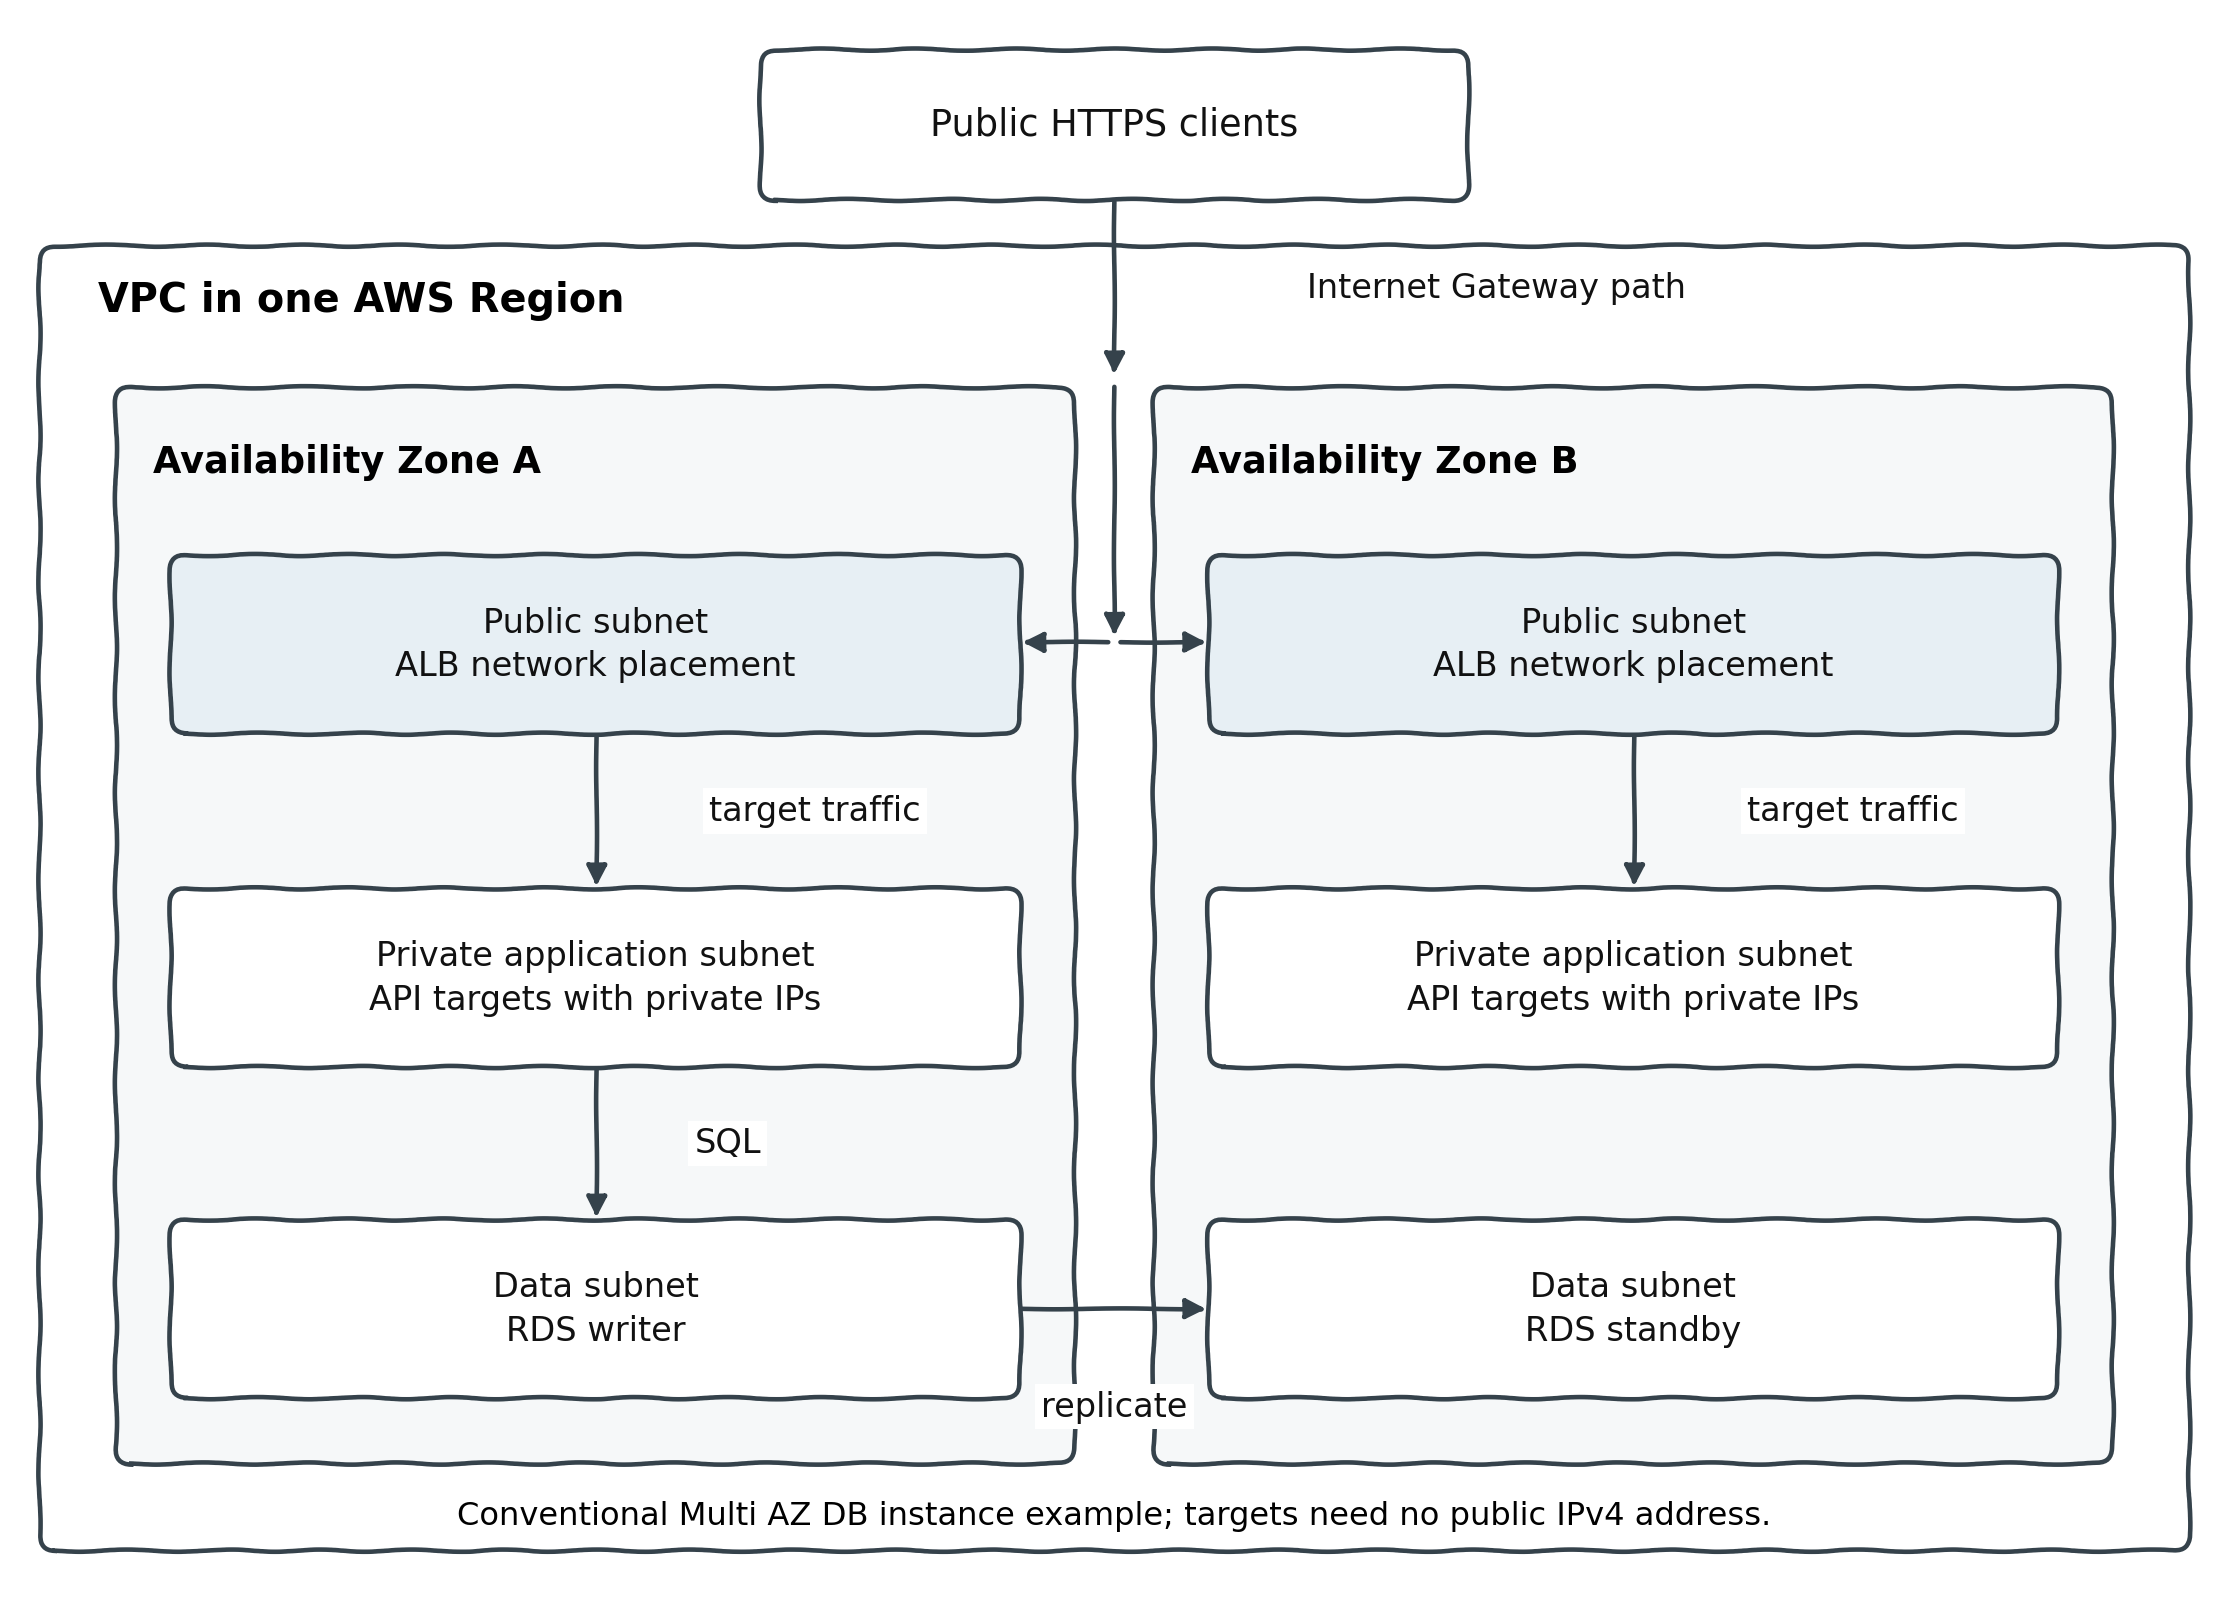 Public HTTPS clients
VPC in one AWS Region
Internet Gateway path
Availability Zone A
Public subnet
ALB network placement
target traffic
Private application subnet
API targets with private IPs
SQL
Data subnet
RDS writer
Availability Zone B
Public subnet
ALB network placement
target traffic
Private application subnet
API targets with private IPs
Data subnet
RDS standby
replicate
Conventional Multi AZ DB instance example; targets need no public IPv4 address.